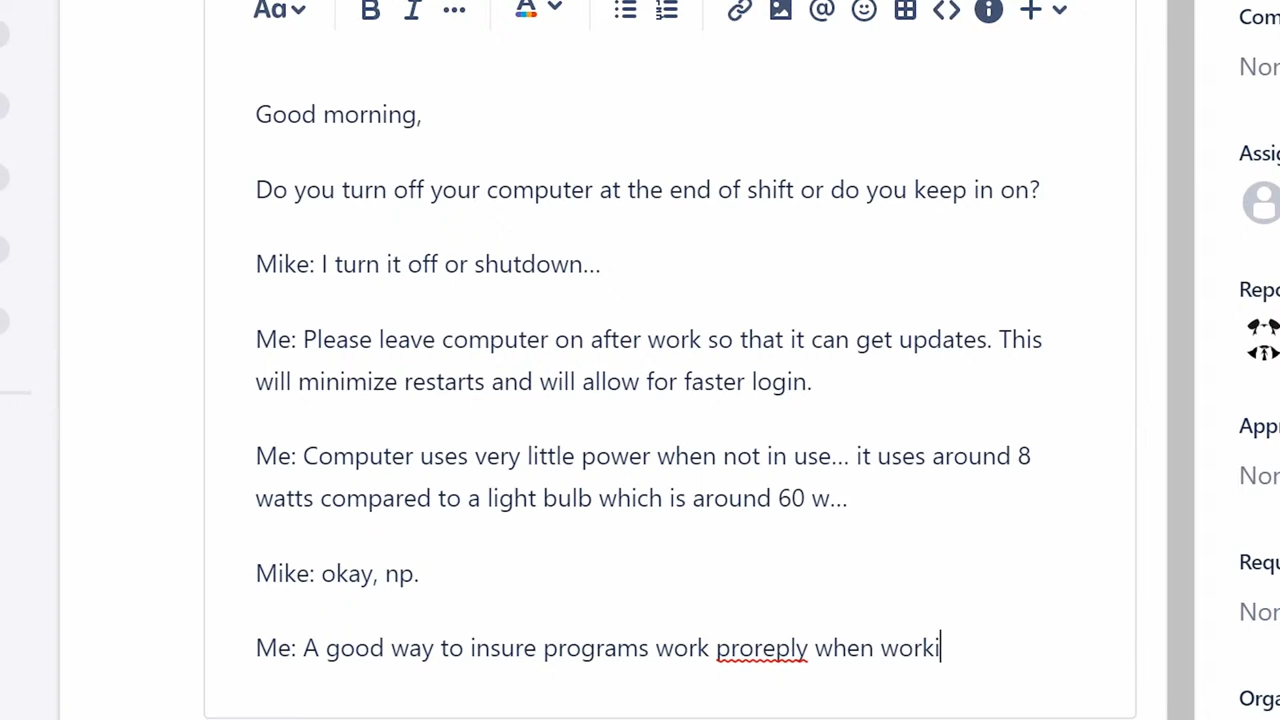 Aa
B I ... A
Com
Non
Good morning,
Assig
Do you turn off your computer at the end of shift or do you keep in on?
Mike: I turn it off or shutdown...
Repo
Me: Please leave computer on after work so that it can get updates. This
will minimize restarts and will allow for faster login.
Appr
Me: Computer uses very little power when not in use... it uses around 8
Non
watts compared to a light bulb which is around 60 w...
Requ
Mike: okay, np.
Non
Me: A good way to insure programs work proreply when worki
Orga